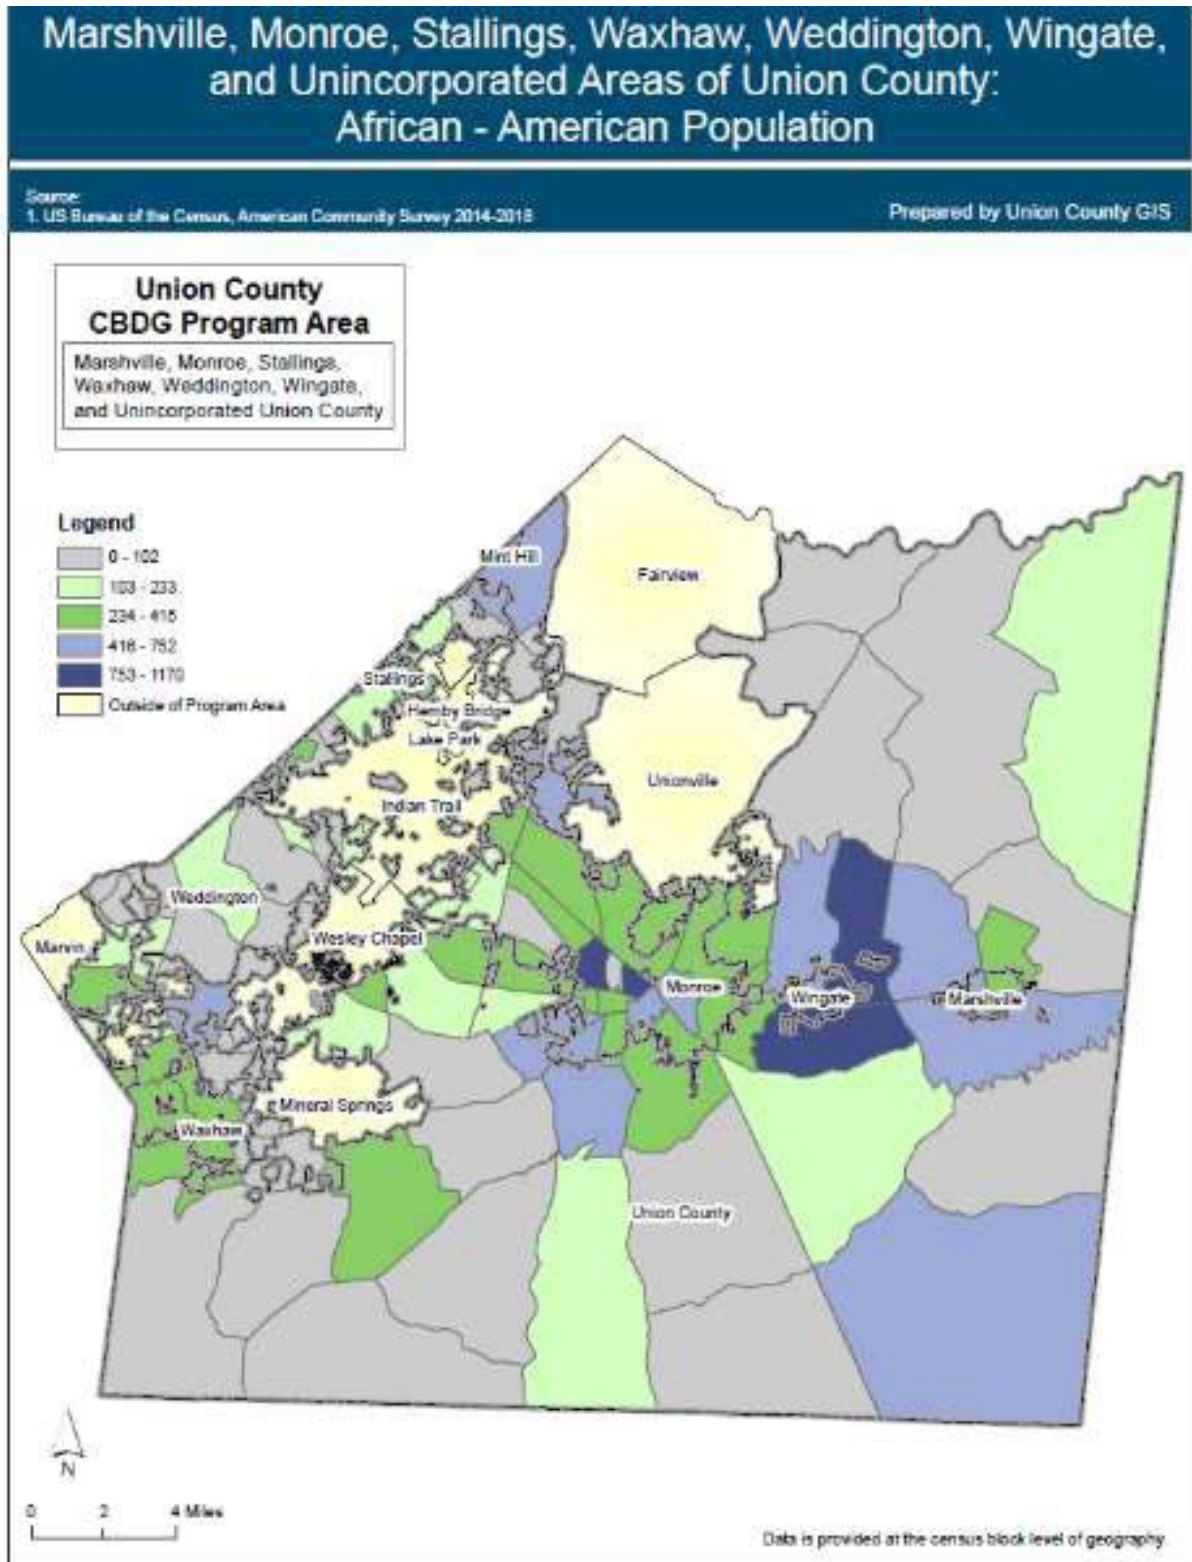 Marshville, Monroe, Stallings, Waxhaw, Weddington, Wingate,
and Unincorporated Areas of Union County:
African - American Population
Source:
1. US Bureau of the Census, American Community Survey 2014-2018
Prepared by Union County GIS
Union County
CBDG Program Area
Marshville, Monroe, Stallings,
Waxhaw, Weddington, Wingate,
and Unincorporated Union County
Legend
0 - 102
103 - 233
234 - 415
416 - 752
753 - 1170
Outside of Program Area
Mint Hill
Fairview
Stallings
Hemby Bridge
Lake Park
Unionville
Indian Trail
Weddington
Wesley Chapel
Marvin
Monroe
Wingate
Marshville
Mineral Springs
Waxhaw
Union County
N
0 2 4 Miles
Data is provided at the census block level of geography.